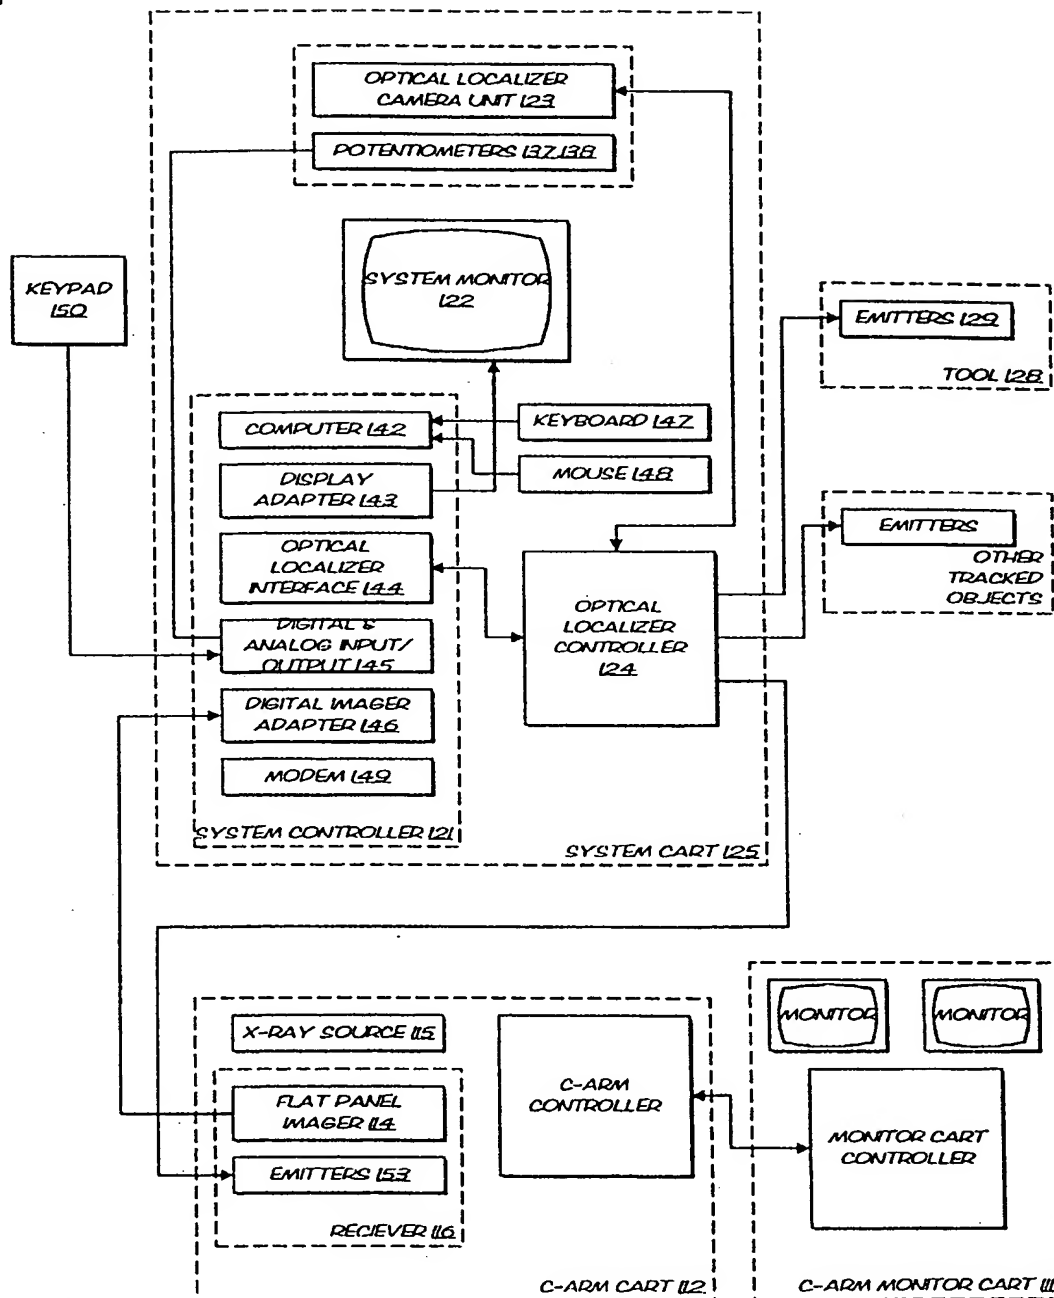 OPTICAL LOCALIZER
CAMERA UNIT 123
POTENTIOMETERS 137,138
SYSTEM MONITOR
122
KEYPAD
150
EMITTERS 129
TOOL 128
COMPUTER 142
KEYBOARD 147
MOUSE 148
DISPLAY
ADAPTER 143
OPTICAL
LOCALIZER
INTERFACE 144
DIGITAL &
ANALOG INPUT/
OUTPUT 145
DIGITAL IMAGER
ADAPTER 146
MODEM 149
SYSTEM CONTROLLER 121
OPTICAL
LOCALIZER
CONTROLLER
124
EMITTERS
OTHER
TRACKED
OBJECTS
SYSTEM CART 125
X-RAY SOURCE 115
FLAT PANEL
IMAGER 114
EMITTERS 153
RECIEVER 116
C-ARM
CONTROLLER
C-ARM CART 112
MONITOR
MONITOR
MONITOR CART
CONTROLLER
C-ARM MONITOR CART 111